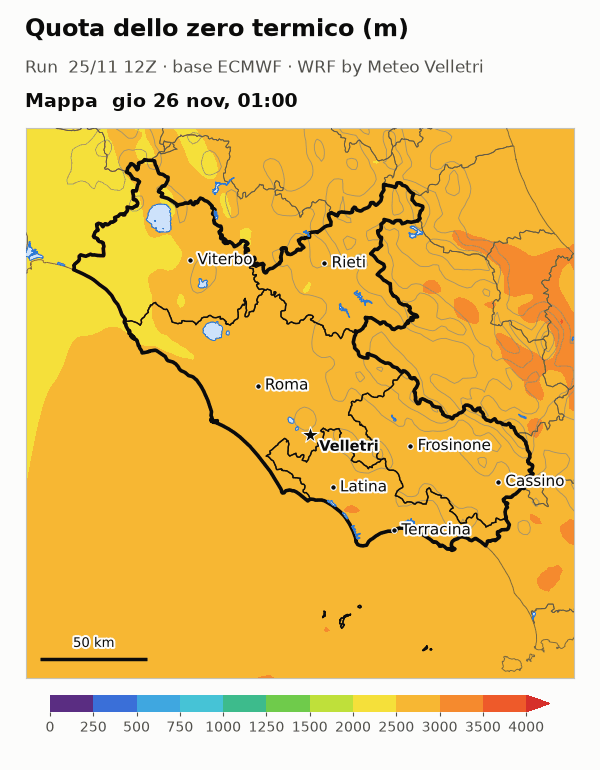 Quota dello zero termico (m)
Run 25/11 12Z · base ECMWF · WRF by Meteo Velletri
Mappa gio 26 nov, 01:00
Viterbo
Rieti
Roma
Velletri
Frosinone
Cassino
Latina
Terracina
50 km
0 250 500 750 1000 1250 1500 2000 2500 3000 3500 4000